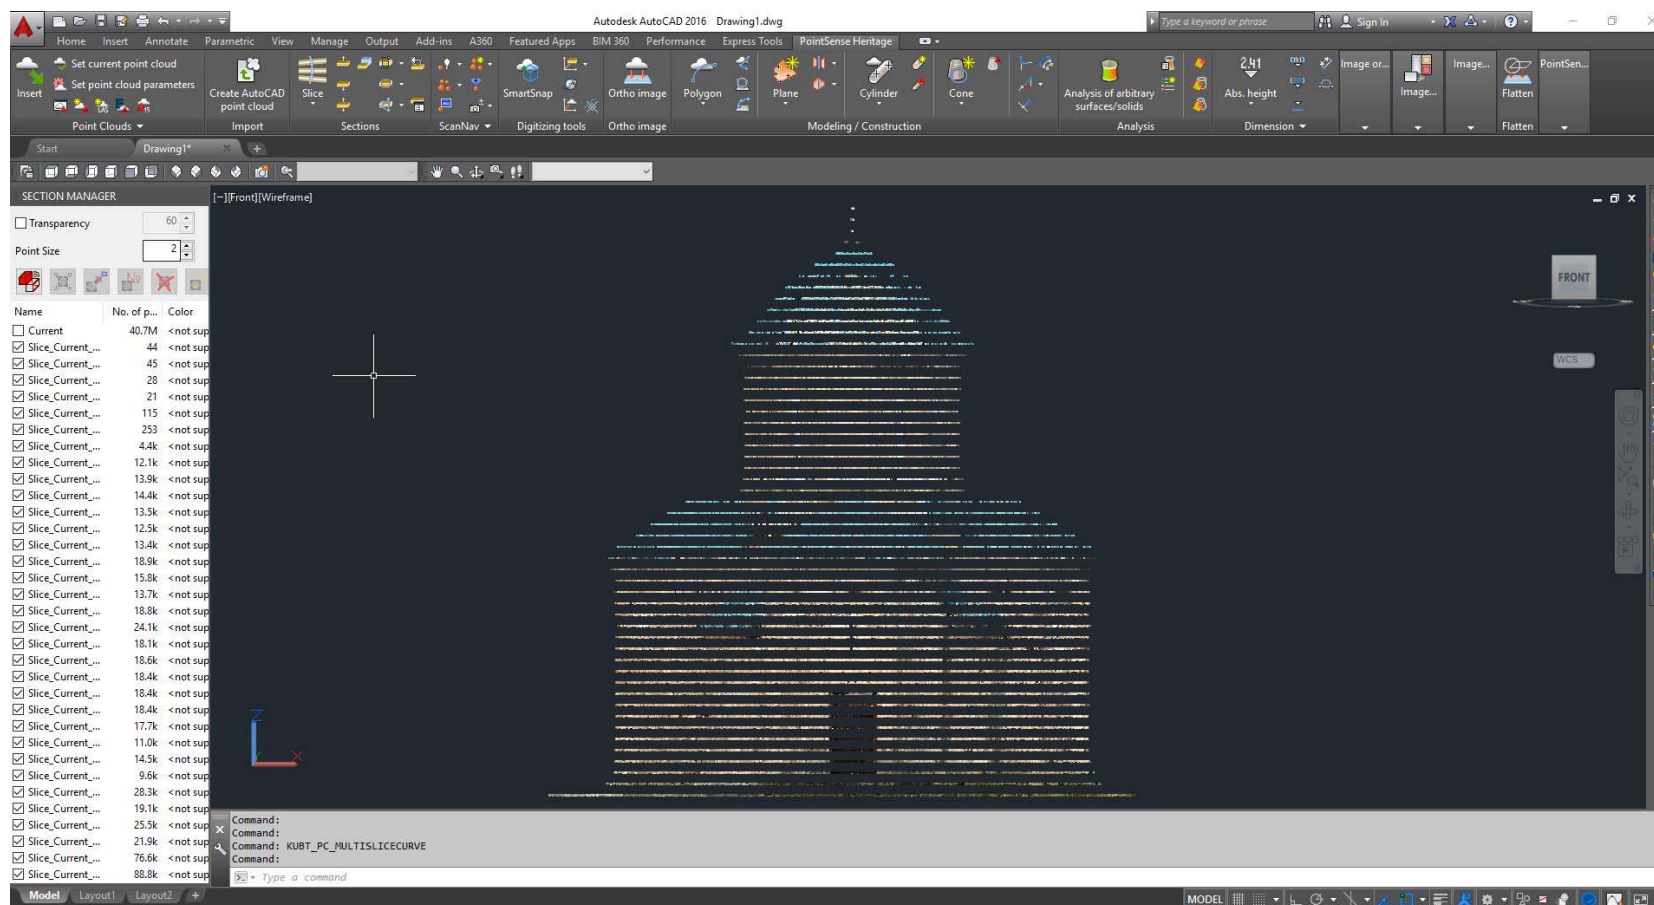 Autodesk AutoCAD 2016 Drawing1.dwg
Type a keyword or phrase
Sign In
Home Insert Annotate Parametric View Manage Output Add-ins A360 Featured Apps BIM 360 Performance Express Tools PointSense Heritage
Set current point cloud
Set point cloud parameters
Insert
Create AutoCAD point cloud
Slice
SmartSnap
Ortho image
Polygon
Plane
Cylinder
Cone
Analysis of arbitrary surfaces/solids
2.41
Abs. height
Image or...
Image...
Image...
Flatten
PointSen...
Point Clouds
Import
Sections
ScanNav
Digitizing tools
Ortho image
Modeling / Construction
Analysis
Dimension
Flatten
Start Drawing1*
SECTION MANAGER
[−][Front][Wireframe]
Transparency 60
Point Size 2
FRONT
WCS
Name No. of p... Color
Current 40.7M <not sup
Slice_Current_... 44 <not sup
Slice_Current_... 45 <not sup
Slice_Current_... 28 <not sup
Slice_Current_... 21 <not sup
Slice_Current_... 115 <not sup
Slice_Current_... 253 <not sup
Slice_Current_... 4.4k <not sup
Slice_Current_... 12.1k <not sup
Slice_Current_... 13.9k <not sup
Slice_Current_... 14.4k <not sup
Slice_Current_... 13.5k <not sup
Slice_Current_... 12.5k <not sup
Slice_Current_... 13.4k <not sup
Slice_Current_... 18.9k <not sup
Slice_Current_... 15.8k <not sup
Slice_Current_... 13.7k <not sup
Slice_Current_... 18.8k <not sup
Slice_Current_... 24.1k <not sup
Slice_Current_... 18.1k <not sup
Slice_Current_... 18.6k <not sup
Slice_Current_... 18.4k <not sup
Slice_Current_... 18.4k <not sup
Slice_Current_... 18.4k <not sup
Slice_Current_... 17.7k <not sup
Slice_Current_... 11.0k <not sup
Slice_Current_... 14.5k <not sup
Slice_Current_... 9.6k <not sup
Slice_Current_... 28.3k <not sup
Slice_Current_... 19.1k <not sup
Slice_Current_... 25.5k <not sup
Slice_Current_... 21.9k <not sup
Slice_Current_... 76.6k <not sup
Slice_Current_... 88.8k <not sup
Z
X
Command:
Command:
Command: KUBT_PC_MULTISLICECURVE
Command:
Type a command
Model Layout1 Layout2 +
MODEL